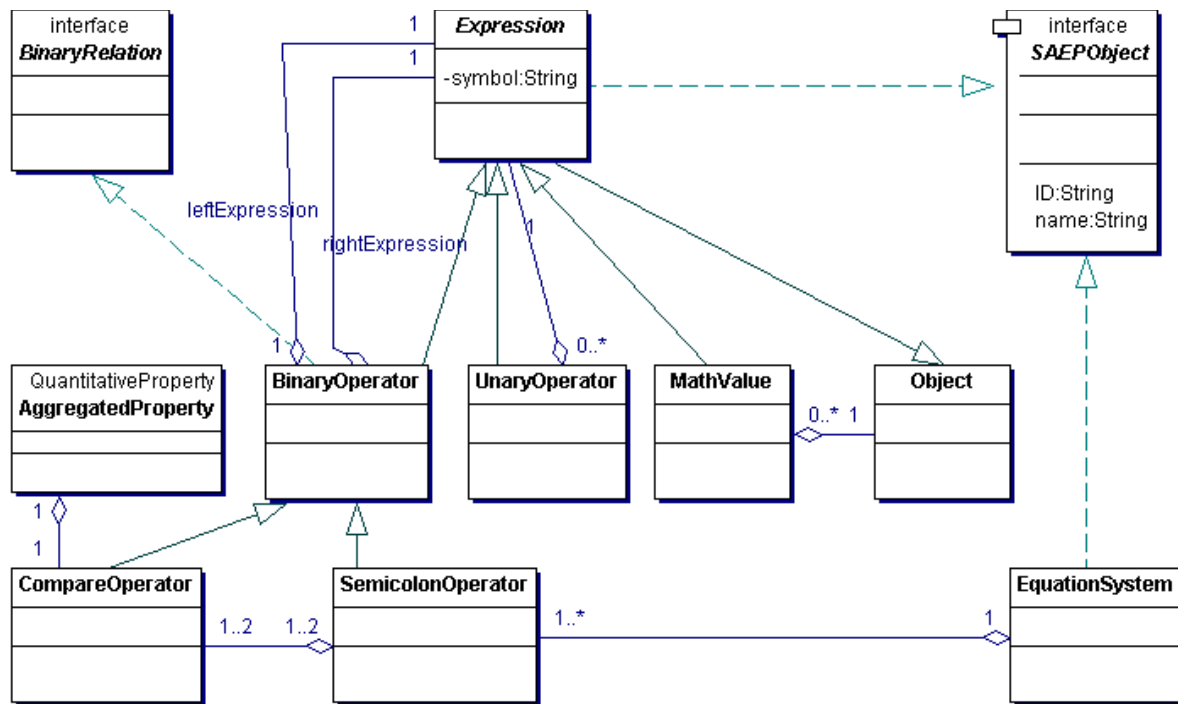 interface
BinaryRelation
1
1
Expression
-symbol:String
interface
SAEPObject
ID:String
name:String
leftExpression
rightExpression
1
1
0..*
QuantitativeProperty
AggregatedProperty
BinaryOperator
UnaryOperator
MathValue
Object
0..* 1
1
1
CompareOperator
SemicolonOperator
EquationSystem
1..2
1..2
1..*
1